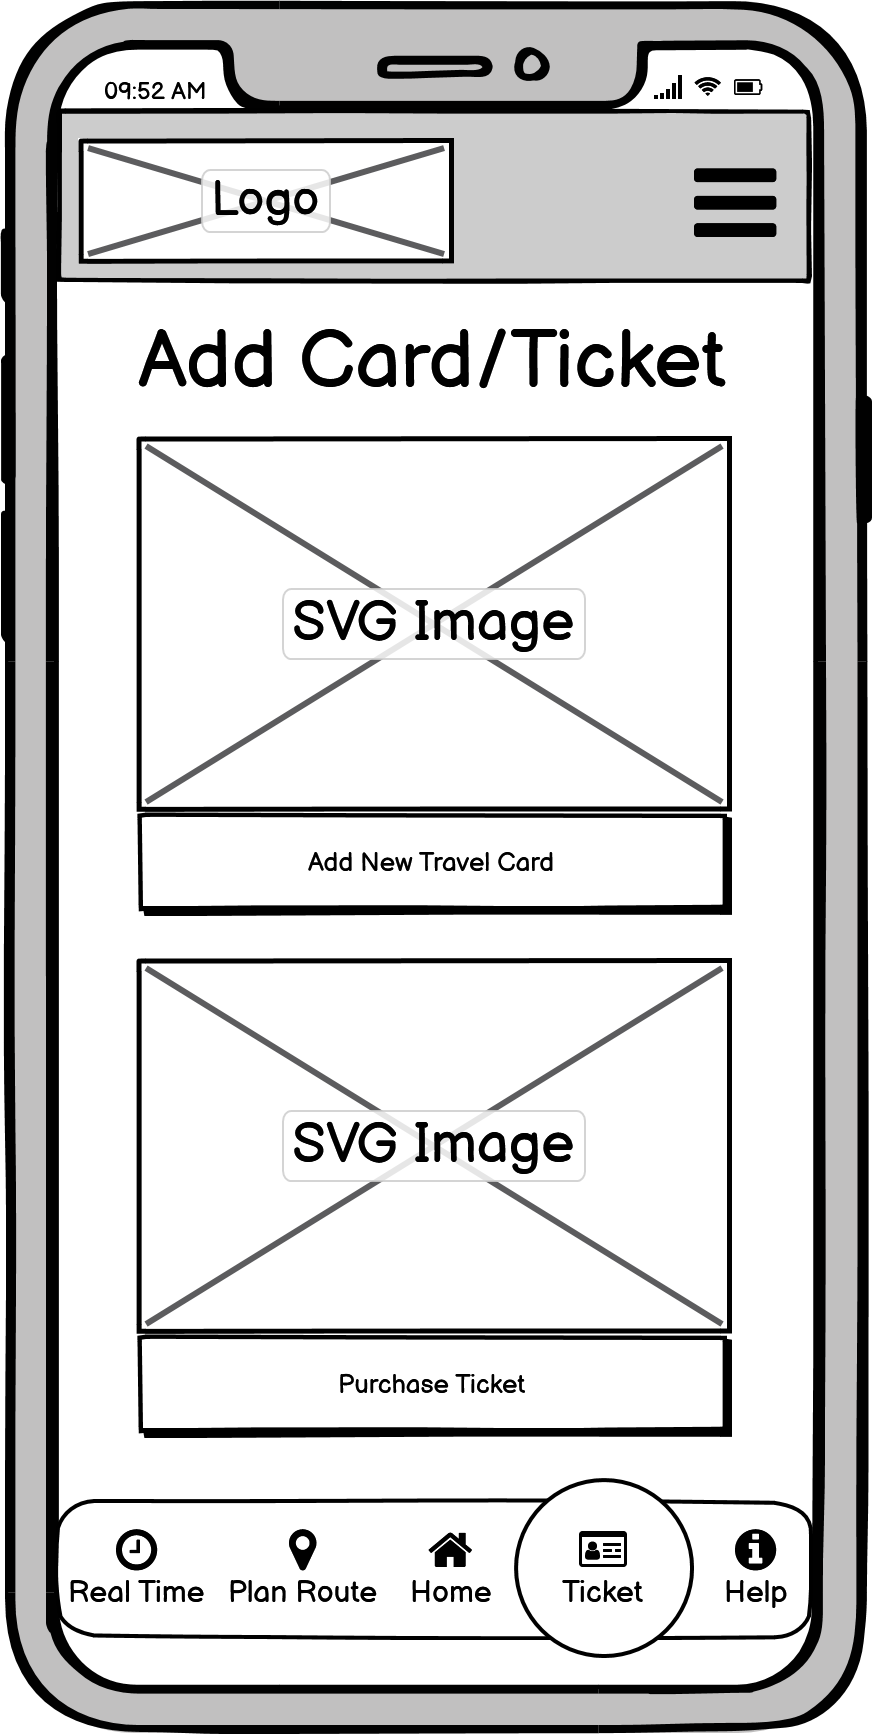 09:52 AM
Logo
Add Card/Ticket
SVG Image
Add New Travel Card
SVG Image
Purchase Ticket
Real Time
Plan Route
Home
Ticket
Help